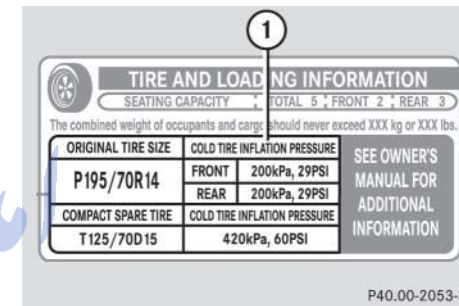 1
TIRE AND LOADING INFORMATION
SEATING CAPACITY TOTAL 5 FRONT 2 REAR 3
The combined weight of occupants and cargo should never exceed XXX kg or XXX lbs.
ORIGINAL TIRE SIZE COLD TIRE INFLATION PRESSURE
P195/70R14
FRONT 200kPa, 29PSI
REAR 200kPa, 29PSI
COMPACT SPARE TIRE COLD TIRE INFLATION PRESSURE
T125/70D15 420kPa, 60PSI
SEE OWNER'S
MANUAL FOR
ADDITIONAL
INFORMATION
P40.00-2053-